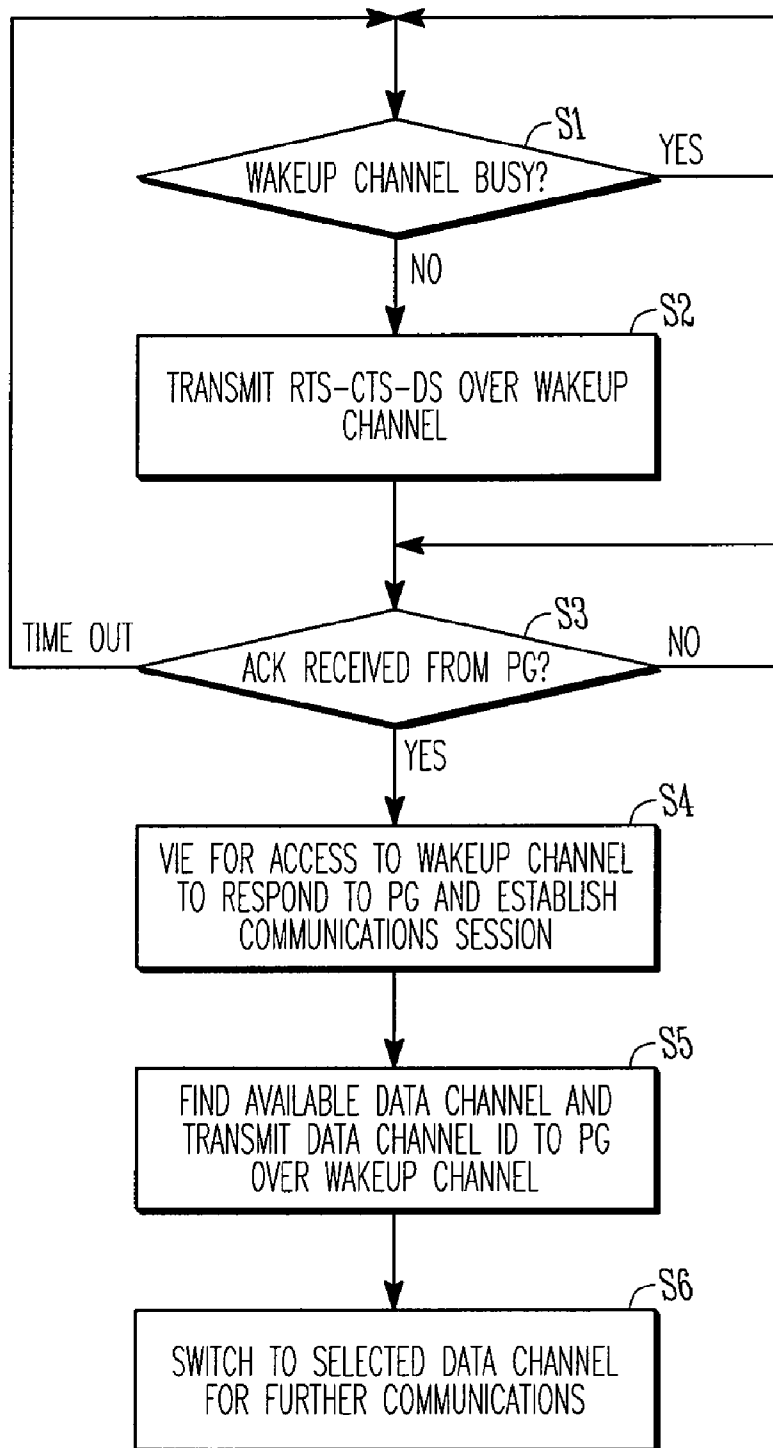 S1
WAKEUP CHANNEL BUSY?
YES
NO
S2
TRANSMIT RTS-CTS-DS OVER WAKEUP
CHANNEL
TIME OUT
S3
ACK RECEIVED FROM PG?
NO
YES
S4
VIE FOR ACCESS TO WAKEUP CHANNEL
TO RESPOND TO PG AND ESTABLISH
COMMUNICATIONS SESSION
S5
FIND AVAILABLE DATA CHANNEL AND
TRANSMIT DATA CHANNEL ID TO PG
OVER WAKEUP CHANNEL
S6
SWITCH TO SELECTED DATA CHANNEL
FOR FURTHER COMMUNICATIONS